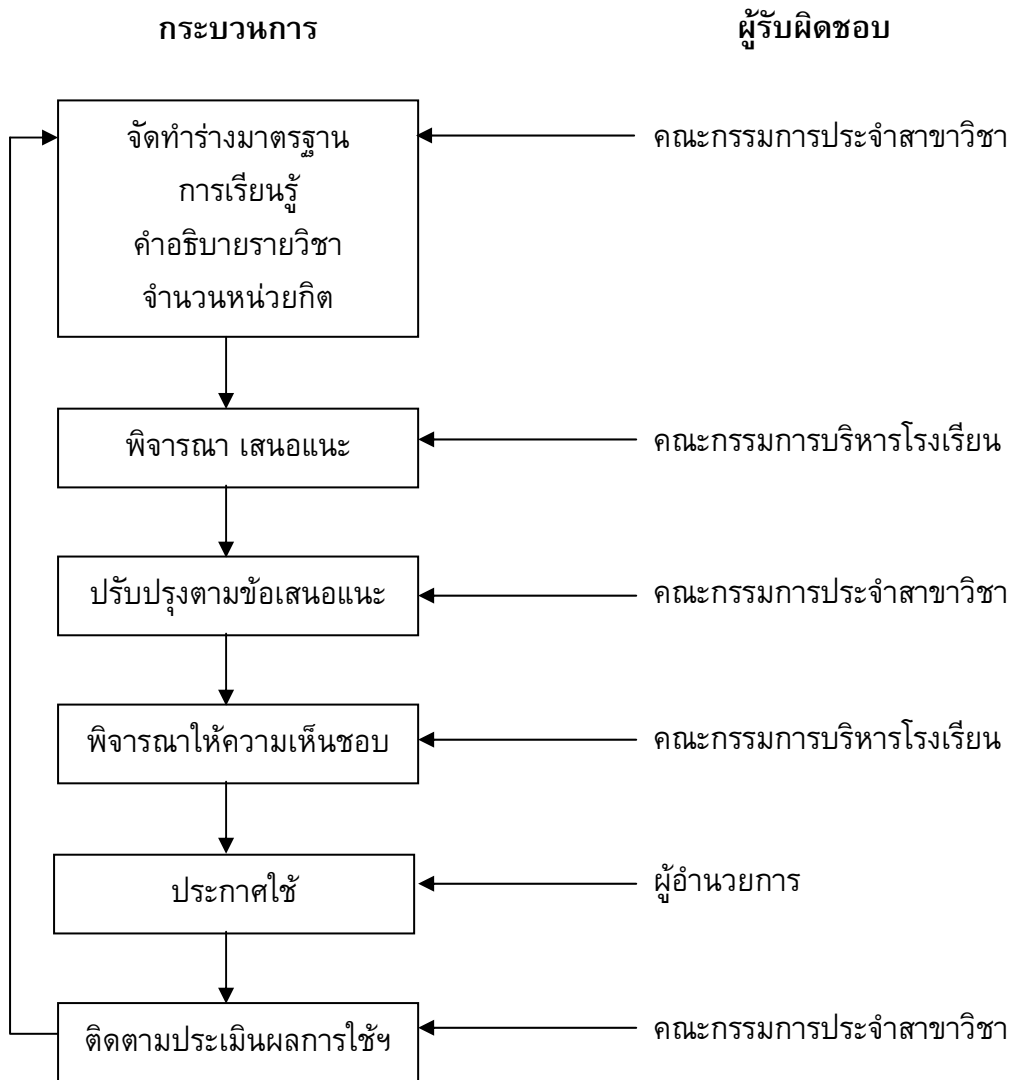 กระบวนการ ผู้รับผิดชอบ
จัดทำร่างมาตรฐาน คณะกรรมการประจำสาขาวิชา
การเรียนรู้
คำอธิบายรายวิชา
จำนวนหน่วยกิต
พิจารณา เสนอแนะ คณะกรรมการบริหารโรงเรียน
ปรับปรุงตามข้อเสนอแนะ คณะกรรมการประจำสาขาวิชา
พิจารณาให้ความเห็นชอบ คณะกรรมการบริหารโรงเรียน
ประกาศใช้ ผู้อำนวยการ
ติดตามประเมินผลการใช้ฯ คณะกรรมการประจำสาขาวิชา